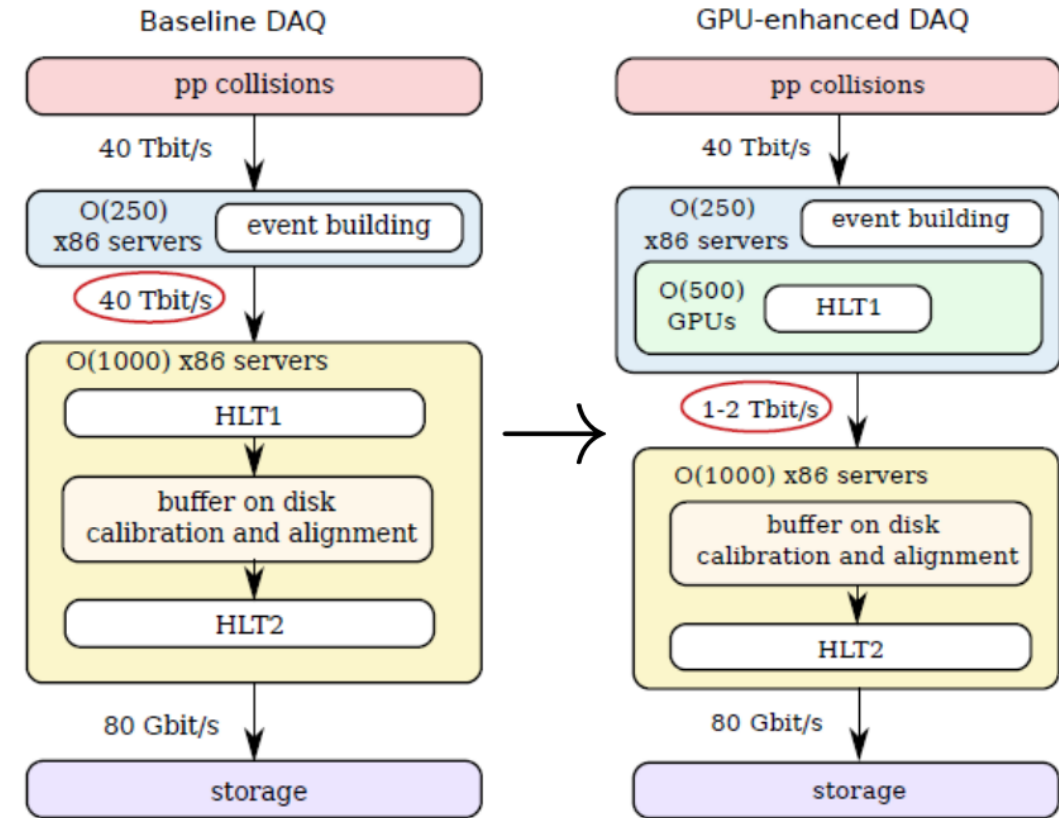 Baseline DAQ
pp collisions
40 Tbit/s
O(250)
x86 servers
event building
40 Tbit/s
O(1000) x86 servers
HLT1
buffer on disk
calibration and alignment
HLT2
80 Gbit/s
storage
GPU-enhanced DAQ
pp collisions
40 Tbit/s
O(250)
x86 servers
event building
O(500)
GPUs
HLT1
1-2 Tbit/s
O(1000) x86 servers
buffer on disk
calibration and alignment
HLT2
80 Gbit/s
storage